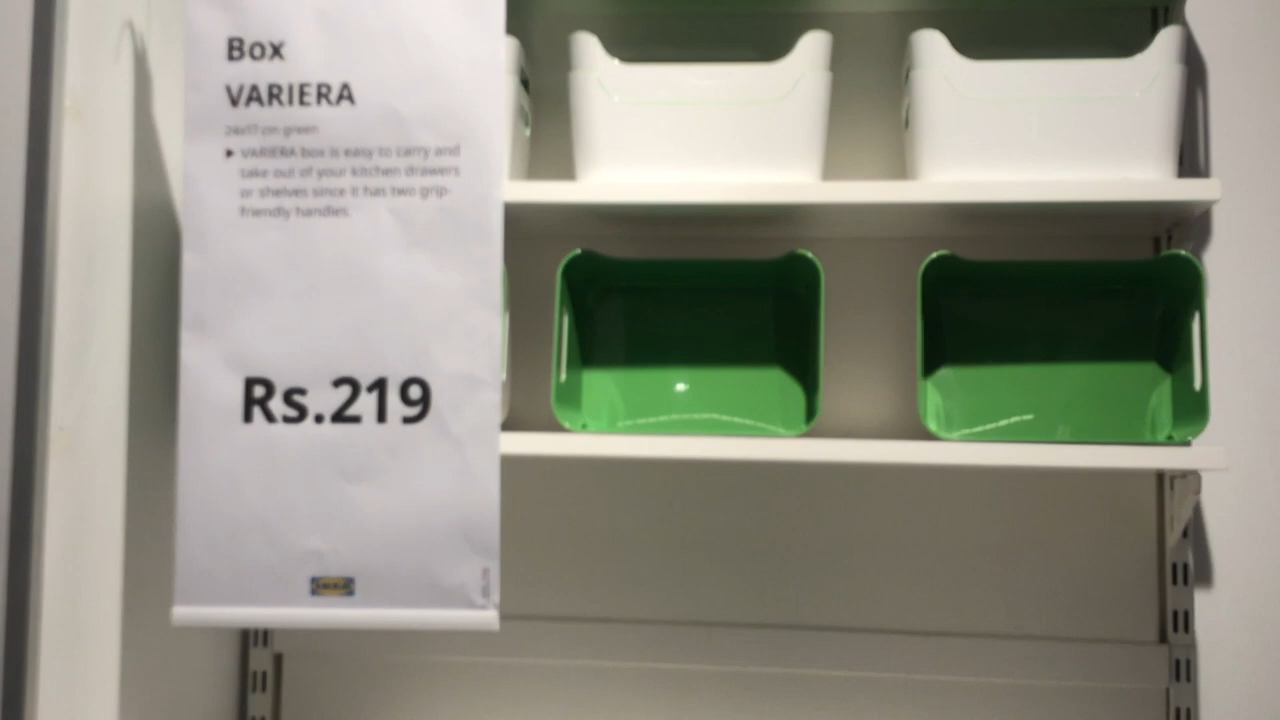 Box
VARIERA
24x17 cm green
▶ VARIERA box is easy to carry and
take out of your kitchen drawers
or shelves since it has two grip-
friendly handles.
Rs.219
IKEA